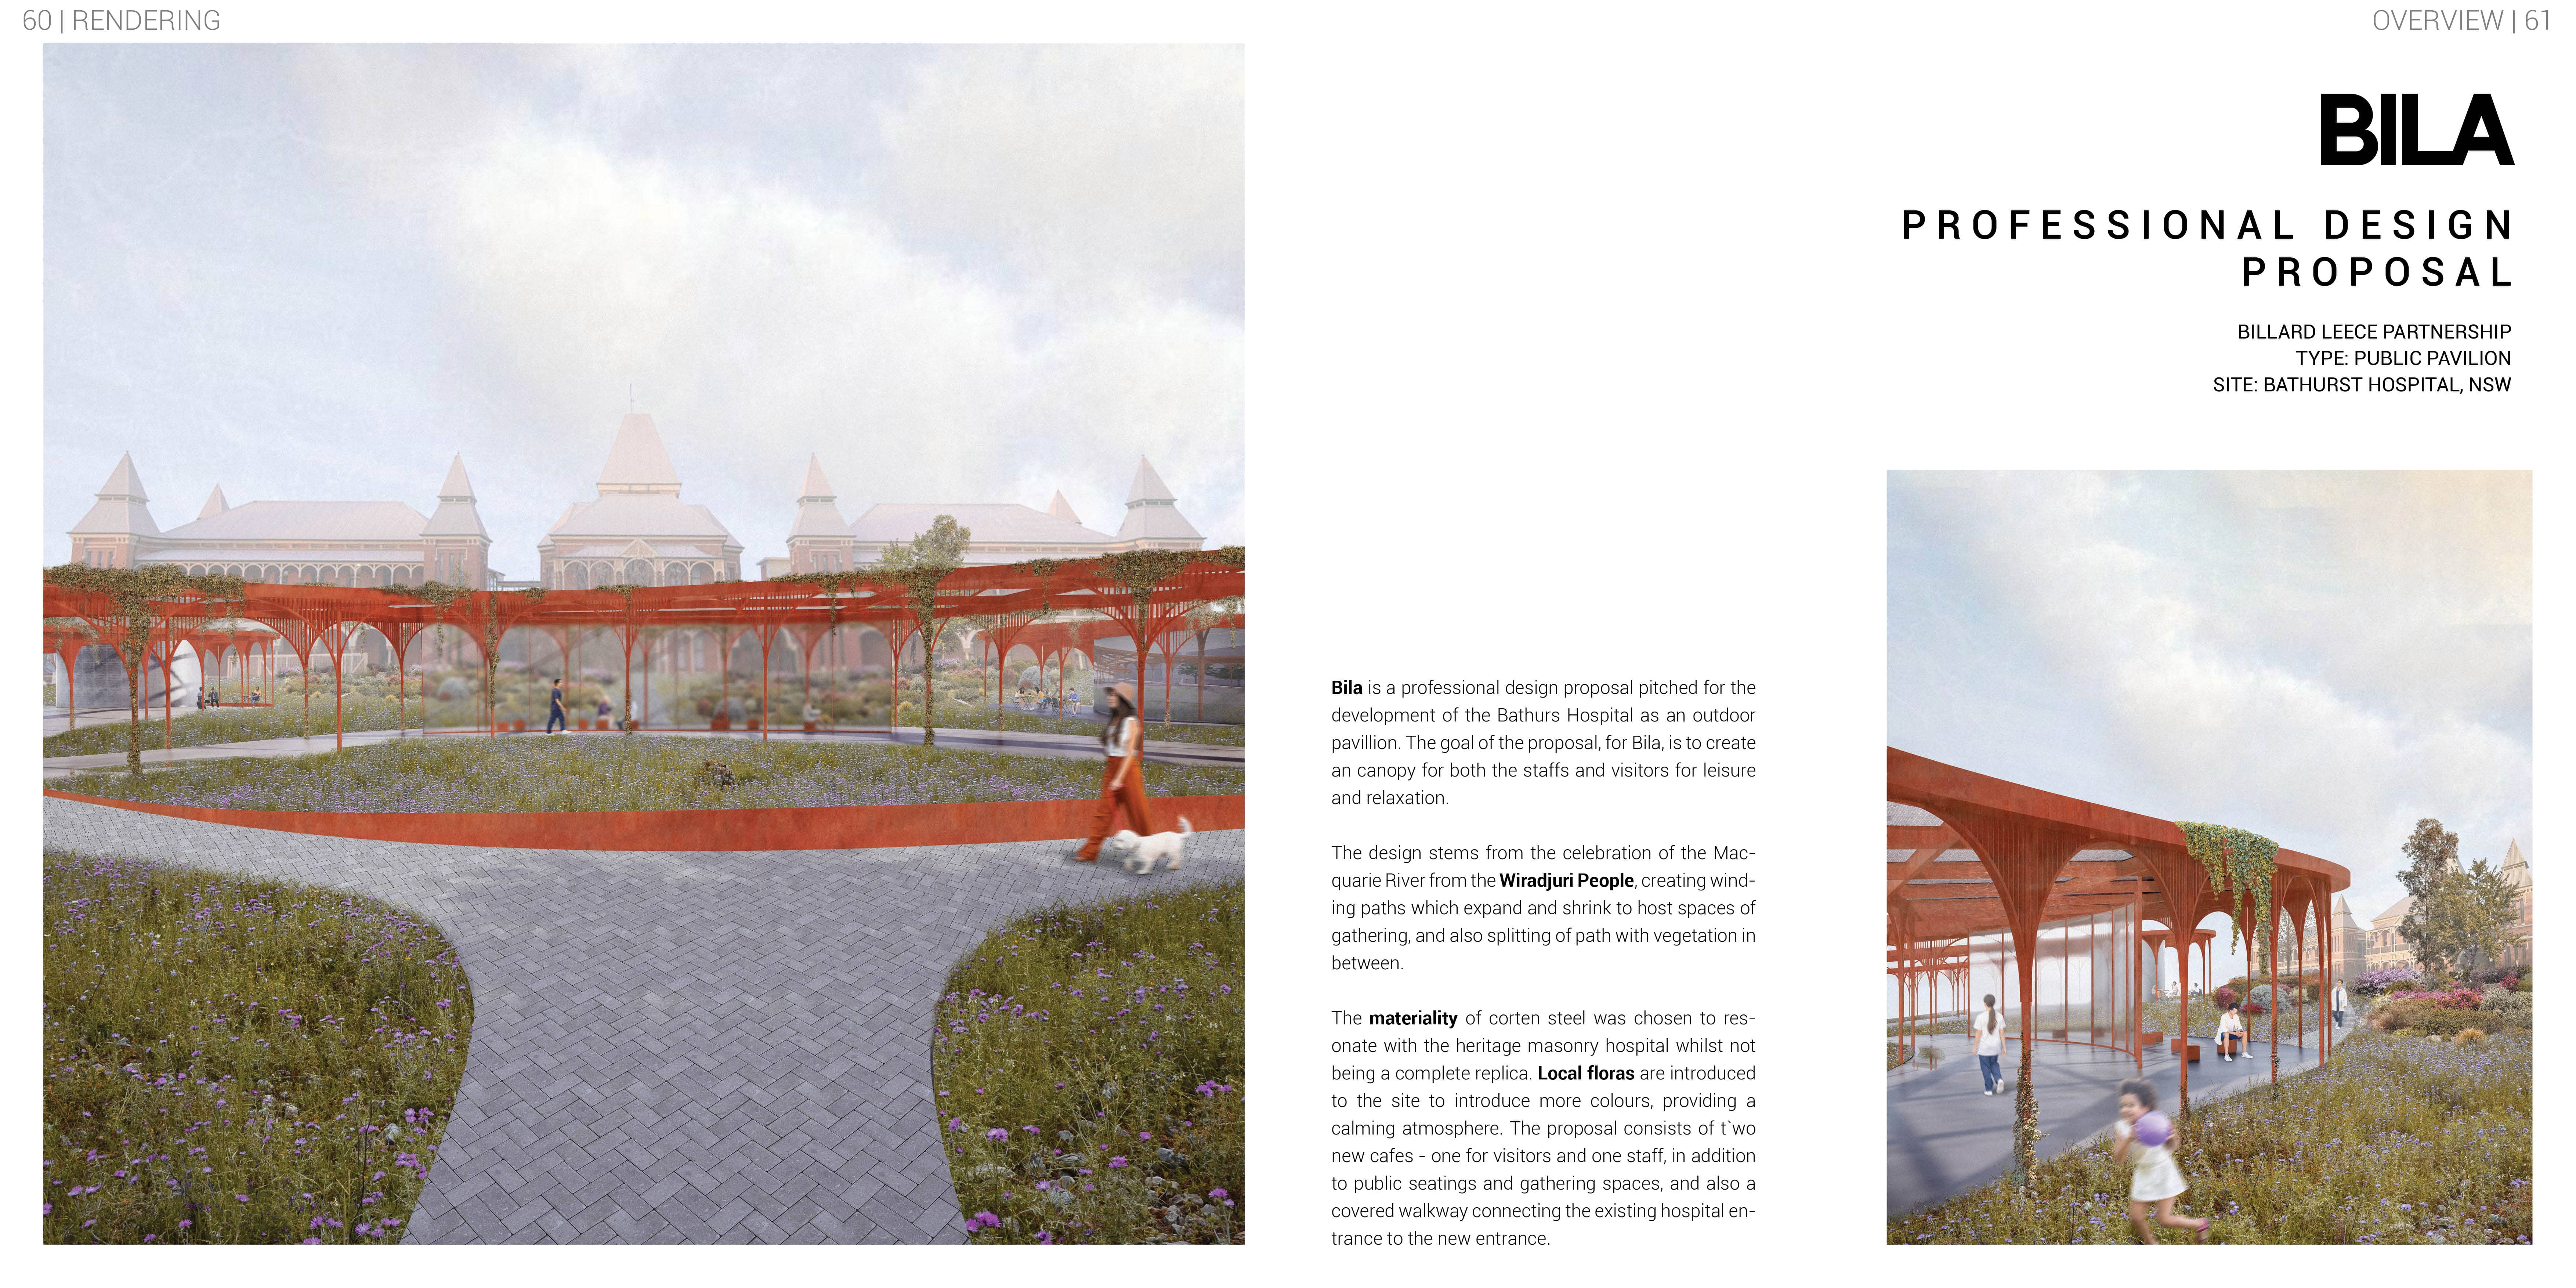 60 | RENDERING
OVERVIEW | 61
BILA
PROFESSIONAL DESIGN
PROPOSAL
BILLARD LEECE PARTNERSHIP
TYPE: PUBLIC PAVILION
SITE: BATHURST HOSPITAL, NSW
Bila is a professional design proposal pitched for the
development of the Bathurs Hospital as an outdoor
pavillion. The goal of the proposal, for Bila, is to create
an canopy for both the staffs and visitors for leisure
and relaxation.
The design stems from the celebration of the Mac-
quarie River from the Wiradjuri People, creating wind-
ing paths which expand and shrink to host spaces of
gathering, and also splitting of path with vegetation in
between.
The materiality of corten steel was chosen to res-
onate with the heritage masonry hospital whilst not
being a complete replica. Local floras are introduced
to the site to introduce more colours, providing a
calming atmosphere. The proposal consists of t`wo
new cafes - one for visitors and one staff, in addition
to public seatings and gathering spaces, and also a
covered walkway connecting the existing hospital en-
trance to the new entrance.